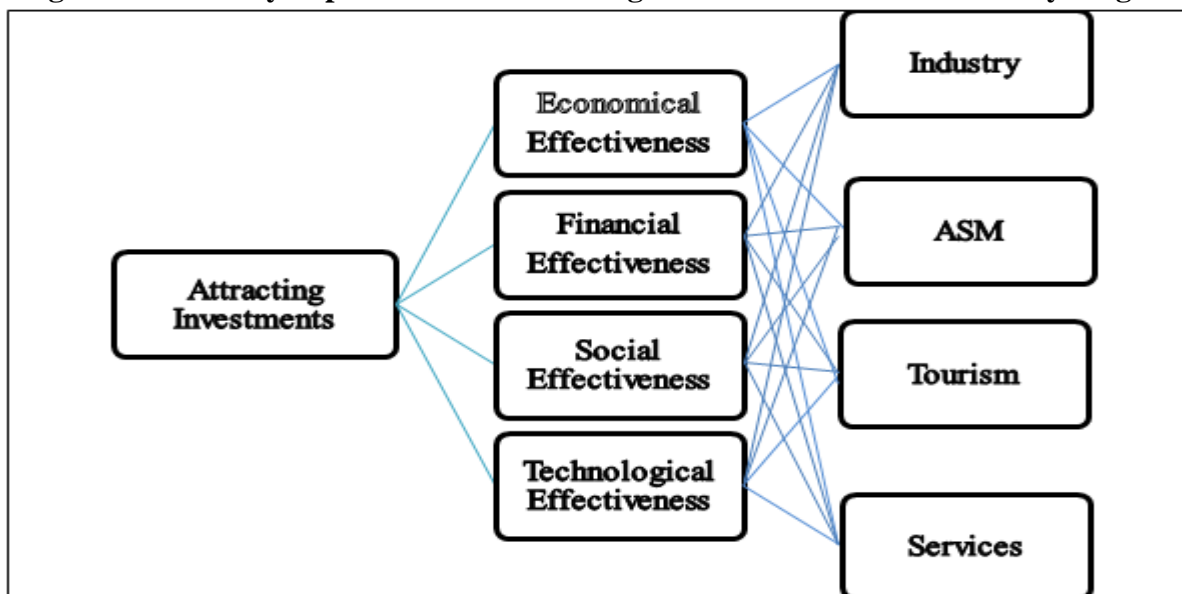 Attracting
Investments
Economical
Effectiveness
Financial
Effectiveness
Social
Effectiveness
Technological
Effectiveness
Industry
ASM
Tourism
Services